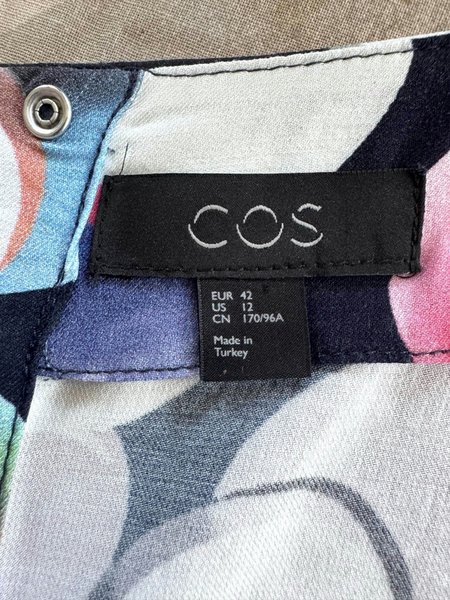 COS
EUR 42
US 12
CN 170/96A
Made in
Turkey